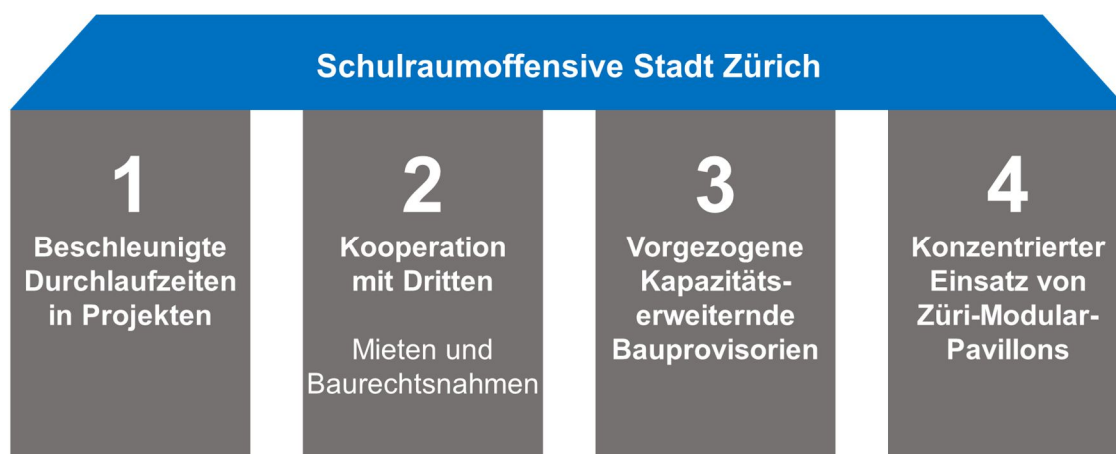 Schulraumoffensive Stadt Zürich
1
Beschleunigte
Durchlaufzeiten
in Projekten
2
Kooperation
mit Dritten
Mieten und
Baurechtsnahmen
3
Vorgezogene
Kapazitäts-
erweiternde
Bauprovisorien
4
Konzentrierter
Einsatz von
Züri-Modular-
Pavillons